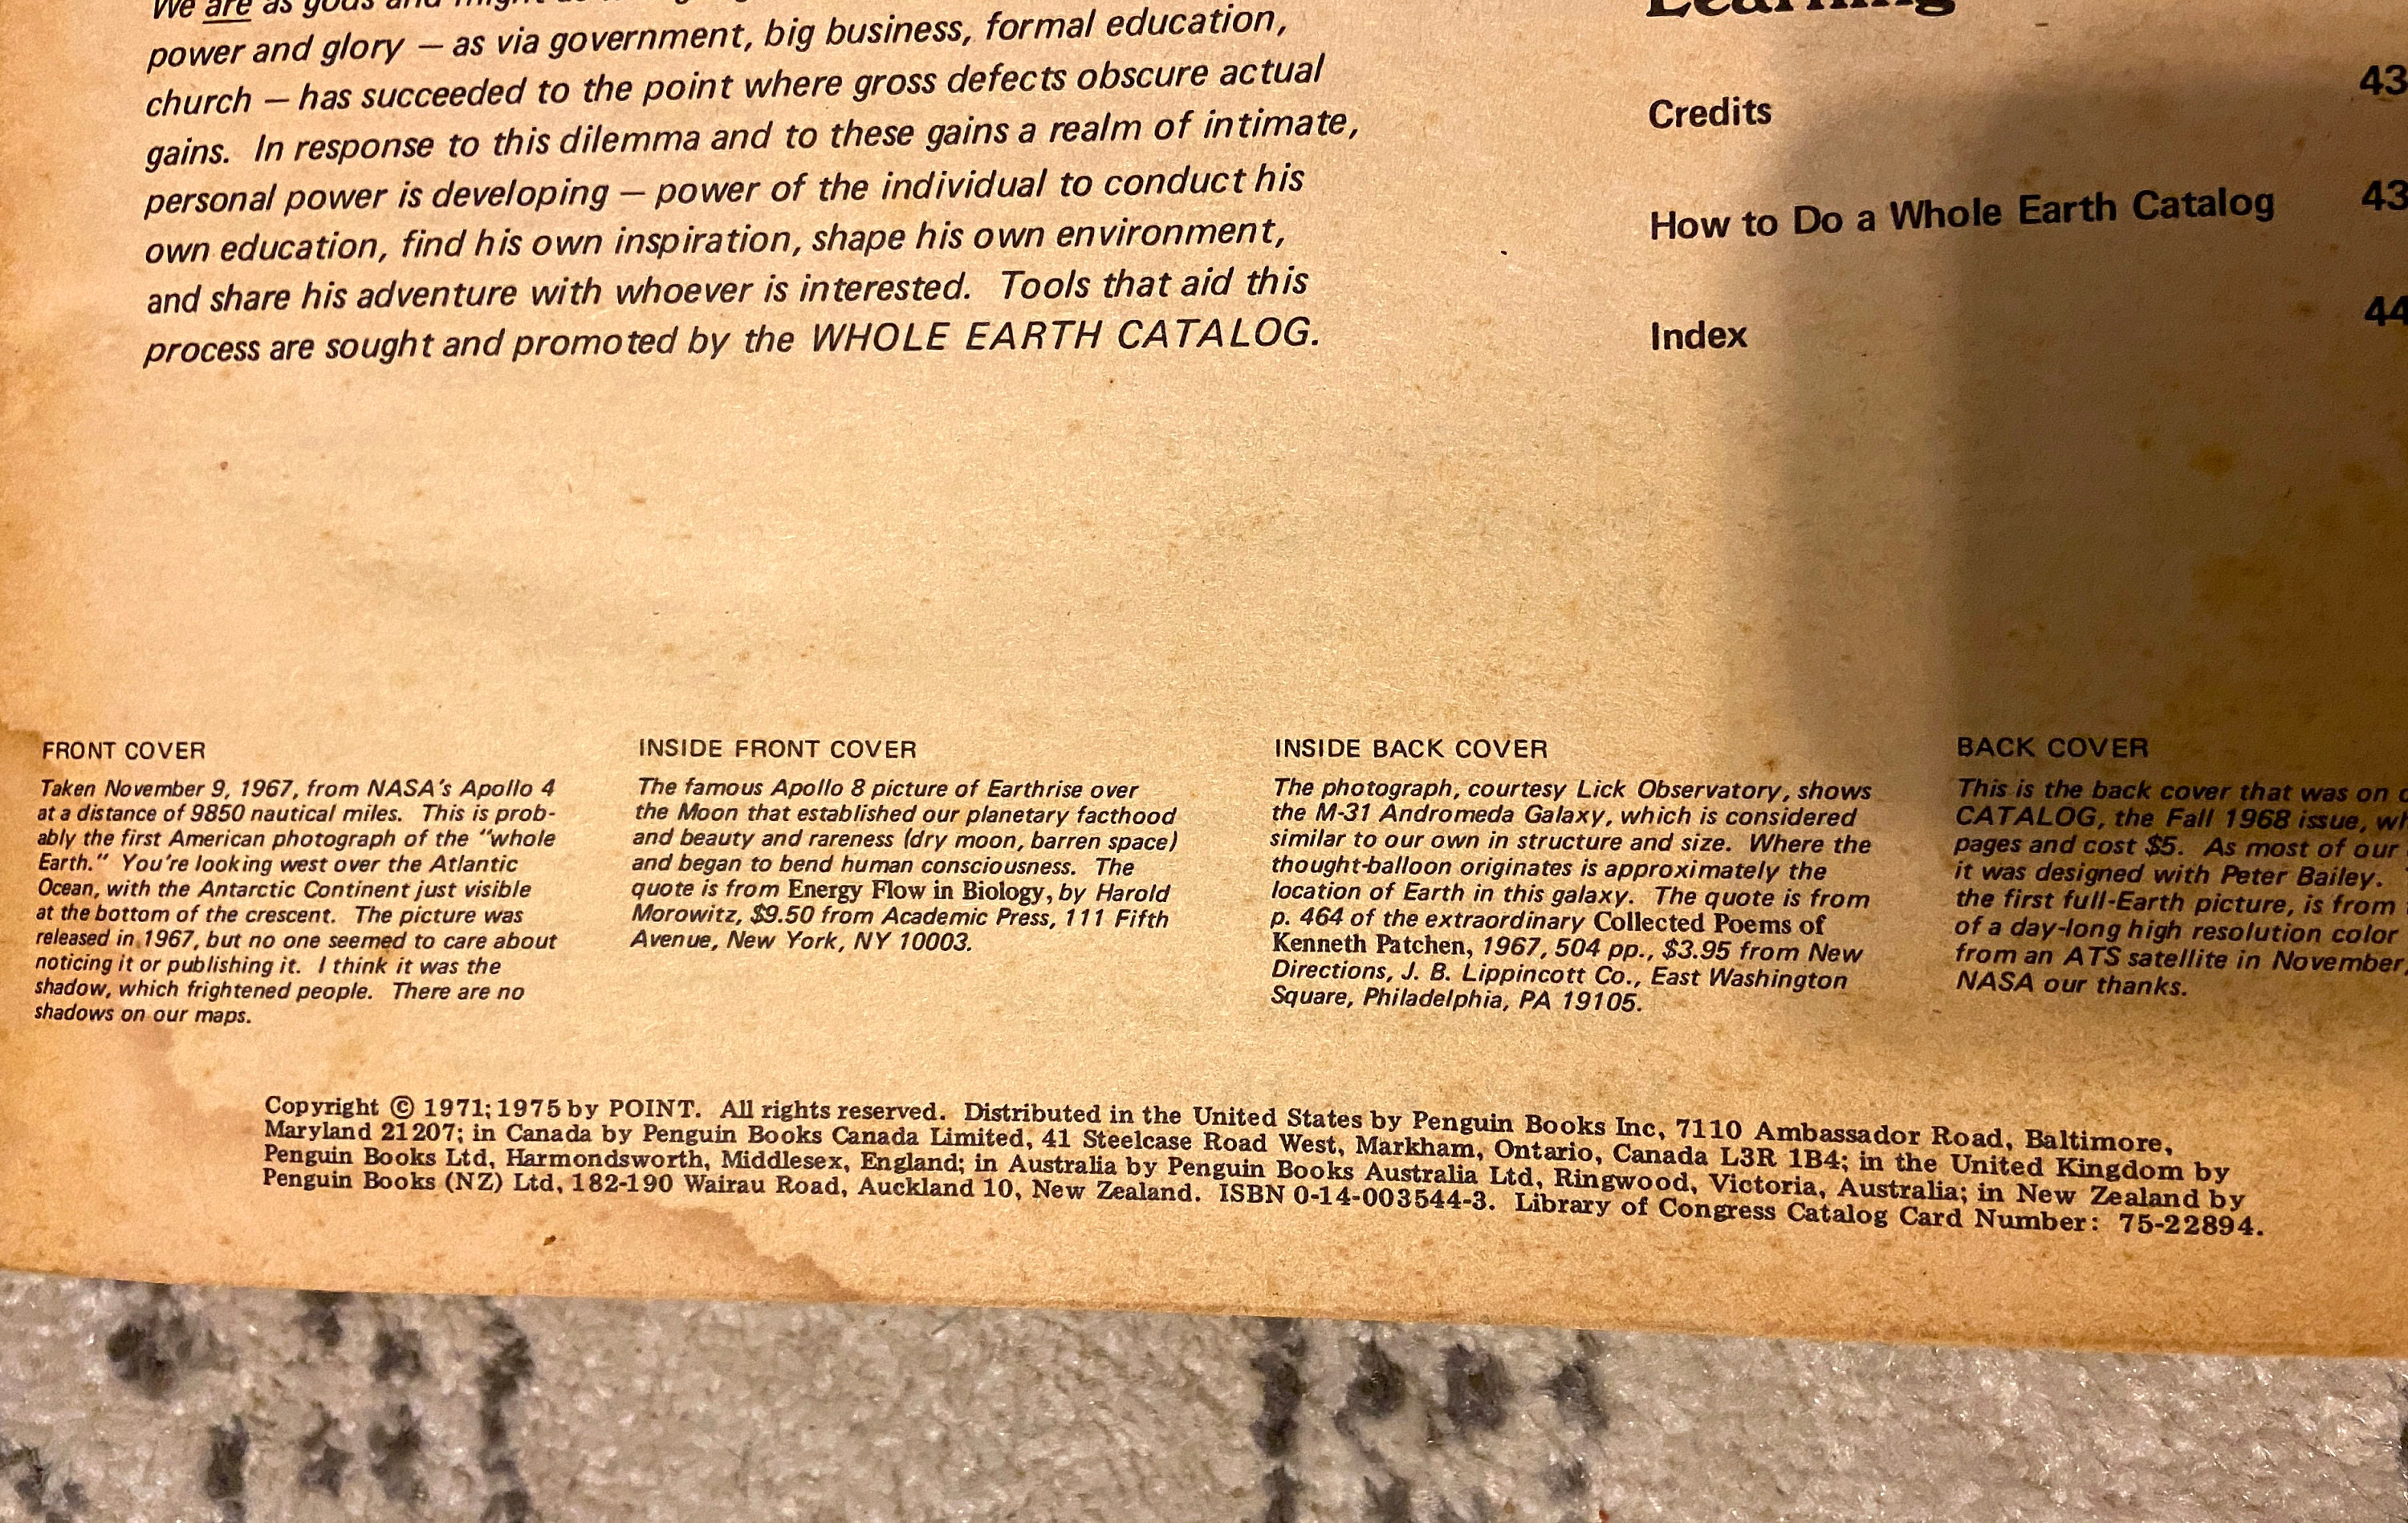 We are as gods and might as
power and glory — as via government, big business, formal education,
church — has succeeded to the point where gross defects obscure actual
gains. In response to this dilemma and to these gains a realm of intimate,
personal power is developing — power of the individual to conduct his
own education, find his own inspiration, shape his own environment,
and share his adventure with whoever is interested. Tools that aid this
process are sought and promoted by the WHOLE EARTH CATALOG.
Learning
Credits 43
How to Do a Whole Earth Catalog 43
Index 44
FRONT COVER
Taken November 9, 1967, from NASA's Apollo 4
at a distance of 9850 nautical miles. This is prob-
ably the first American photograph of the "whole
Earth." You're looking west over the Atlantic
Ocean, with the Antarctic Continent just visible
at the bottom of the crescent. The picture was
released in 1967, but no one seemed to care about
noticing it or publishing it. I think it was the
shadow, which frightened people. There are no
shadows on our maps.
INSIDE FRONT COVER
The famous Apollo 8 picture of Earthrise over
the Moon that established our planetary facthood
and beauty and rareness (dry moon, barren space)
and began to bend human consciousness. The
quote is from Energy Flow in Biology, by Harold
Morowitz, $9.50 from Academic Press, 111 Fifth
Avenue, New York, NY 10003.
INSIDE BACK COVER
The photograph, courtesy Lick Observatory, shows
the M-31 Andromeda Galaxy, which is considered
similar to our own in structure and size. Where the
thought-balloon originates is approximately the
location of Earth in this galaxy. The quote is from
p. 464 of the extraordinary Collected Poems of
Kenneth Patchen, 1967, 504 pp., $3.95 from New
Directions, J. B. Lippincott Co., East Washington
Square, Philadelphia, PA 19105.
BACK COVER
This is the back cover that was on
CATALOG, the Fall 1968 issue,
pages and cost $5. As most of our
it was designed with Peter Bailey.
the first full-Earth picture, is from
of a day-long high resolution color
from an ATS satellite in November,
NASA our thanks.
Copyright © 1971; 1975 by POINT. All rights reserved. Distributed in the United States by Penguin Books Inc, 7110 Ambassador Road, Baltimore,
Maryland 21207; in Canada by Penguin Books Canada Limited, 41 Steelcase Road West, Markham, Ontario, Canada L3R 1B4; in the United Kingdom by
Penguin Books Ltd, Harmondsworth, Middlesex, England; in Australia by Penguin Books Australia Ltd, Ringwood, Victoria, Australia; in New Zealand by
Penguin Books (NZ) Ltd, 182-190 Wairau Road, Auckland 10, New Zealand. ISBN 0-14-003544-3. Library of Congress Catalog Card Number: 75-22894.